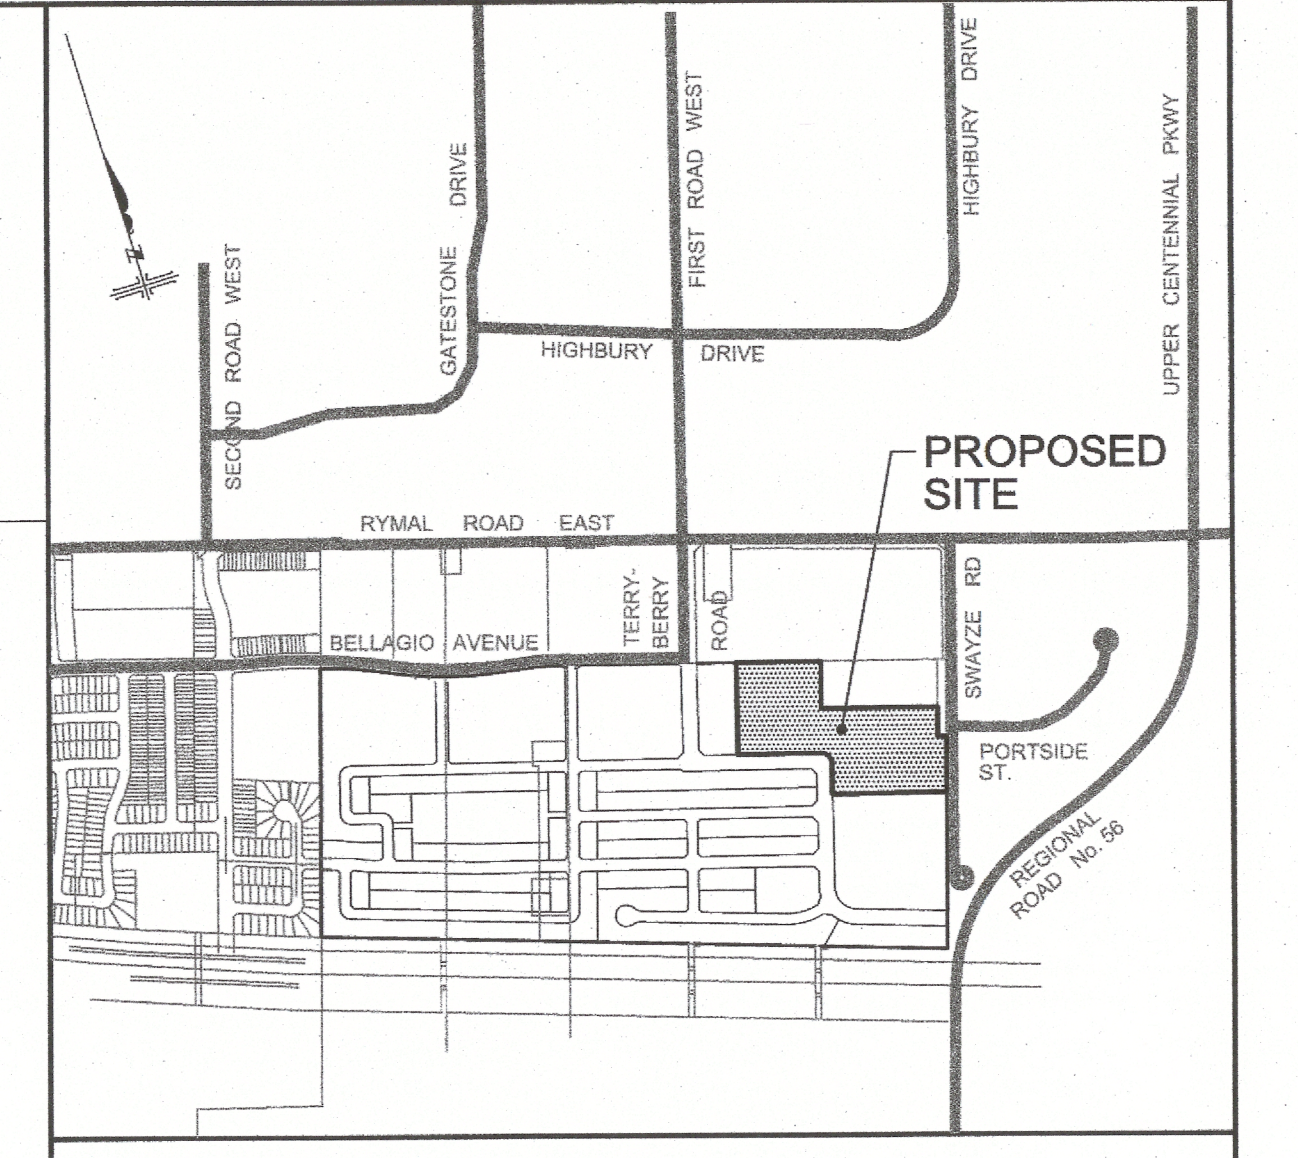 HIGHBURY DRIVE
UPPER CENTENNIAL PKWY
FIRST ROAD WEST
GATESTONE DRIVE
SECOND ROAD WEST
N
HIGHBURY DRIVE
PROPOSED
SITE
RYMAL ROAD EAST
TERRY-
BERRY
ROAD
SWAYZE RD
BELLAGIO AVENUE
PORTSIDE
ST.
REGIONAL
ROAD No. 56